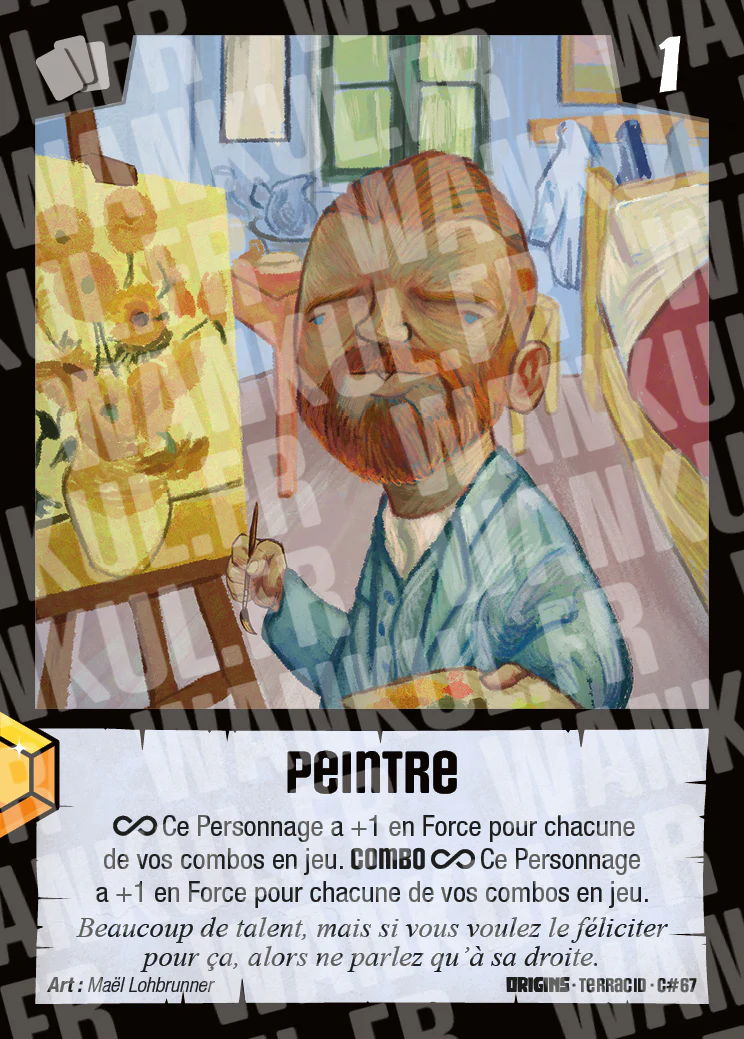 1
WANKUL.FR
PEINTRE
∞ Ce Personnage a +1 en Force pour chacune
de vos combos en jeu. COMBO ∞ Ce Personnage
a +1 en Force pour chacune de vos combos en jeu.
Beaucoup de talent, mais si vous voulez le féliciter
pour ça, alors ne parlez qu'à sa droite.
Art : Maël Lohbrunner
ORIGINS · TERRACID · C#67